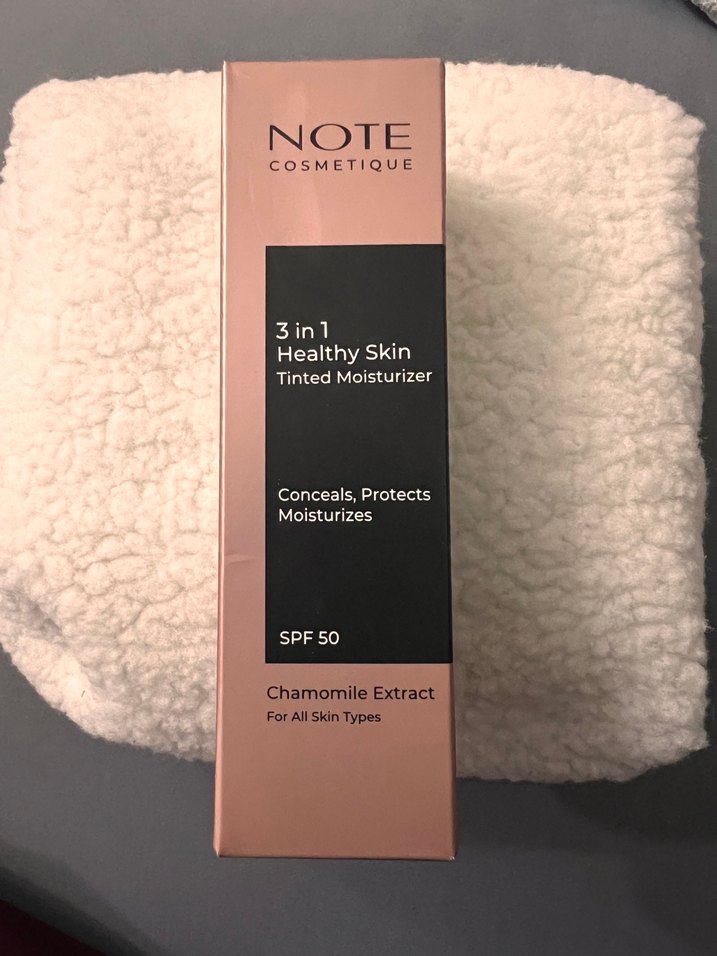 NOTE
COSMETIQUE
3 in 1
Healthy Skin
Tinted Moisturizer
Conceals, Protects
Moisturizes
SPF 50
Chamomile Extract
For All Skin Types